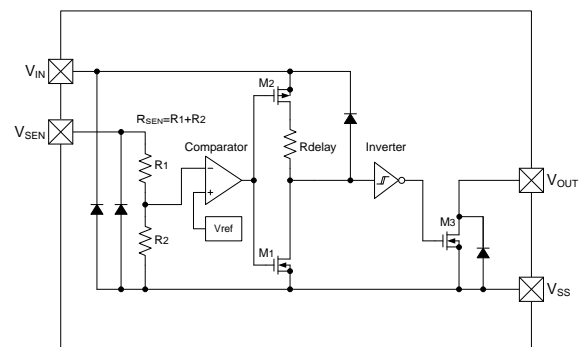 VIN
M2
VSEN
RSEN=R1+R2
Comparator
Rdelay
Inverter
R1
−
+
VOUT
Vref
M3
R2
M1
VSS